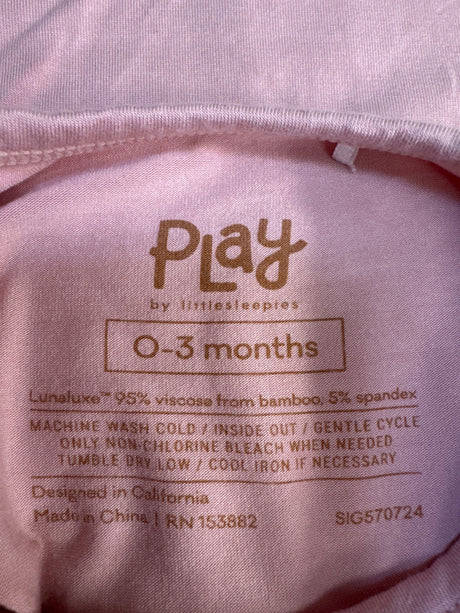 Play
by littlesleepies
0-3 months
Lunaluxe™ 95% viscose from bamboo, 5% spandex
MACHINE WASH COLD / INSIDE OUT / GENTLE CYCLE
ONLY NON-CHLORINE BLEACH WHEN NEEDED
TUMBLE DRY LOW / COOL IRON IF NECESSARY
Designed in California
Made in China | RN 153882 SIG570724